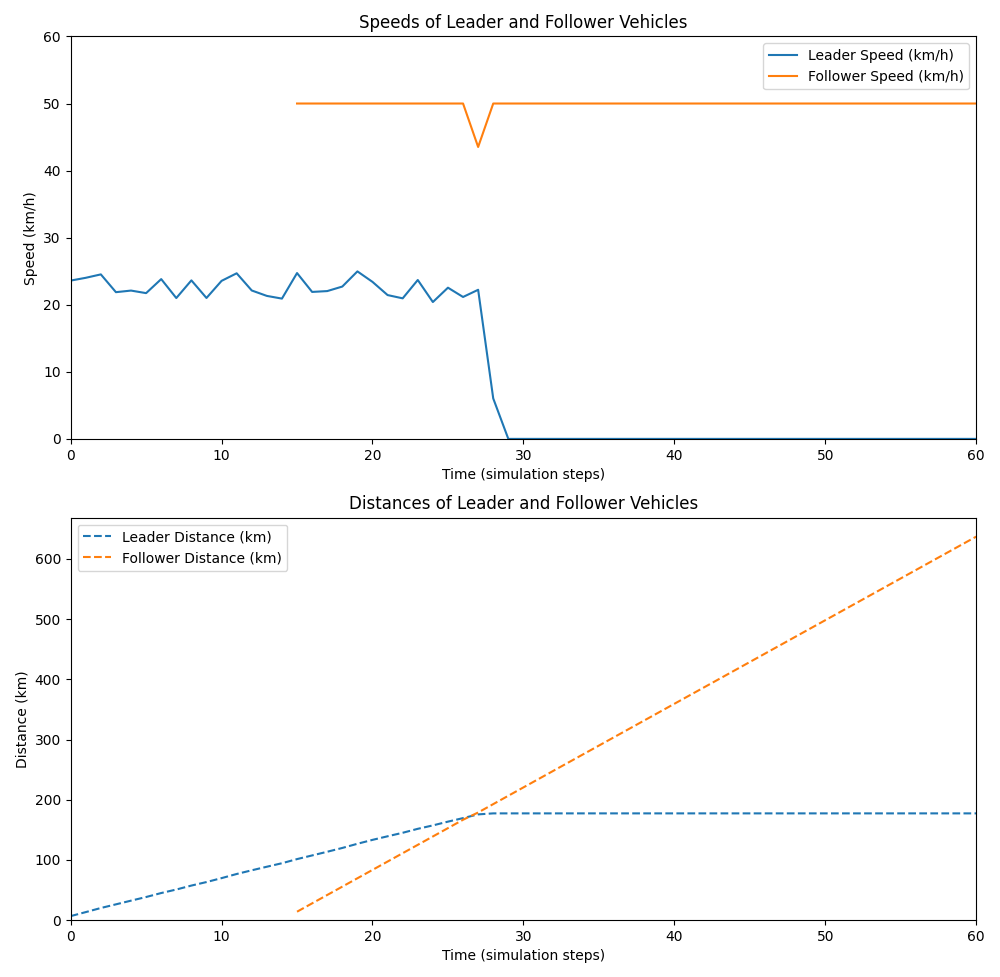 Speeds of Leader and Follower Vehicles
Leader Speed (km/h)
Follower Speed (km/h)
Speed (km/h)
60
50
40
30
20
10
0
0 10 20 30 40 50 60
Time (simulation steps)
Distances of Leader and Follower Vehicles
Leader Distance (km)
Follower Distance (km)
Distance (km)
600
500
400
300
200
100
0
0 10 20 30 40 50 60
Time (simulation steps)